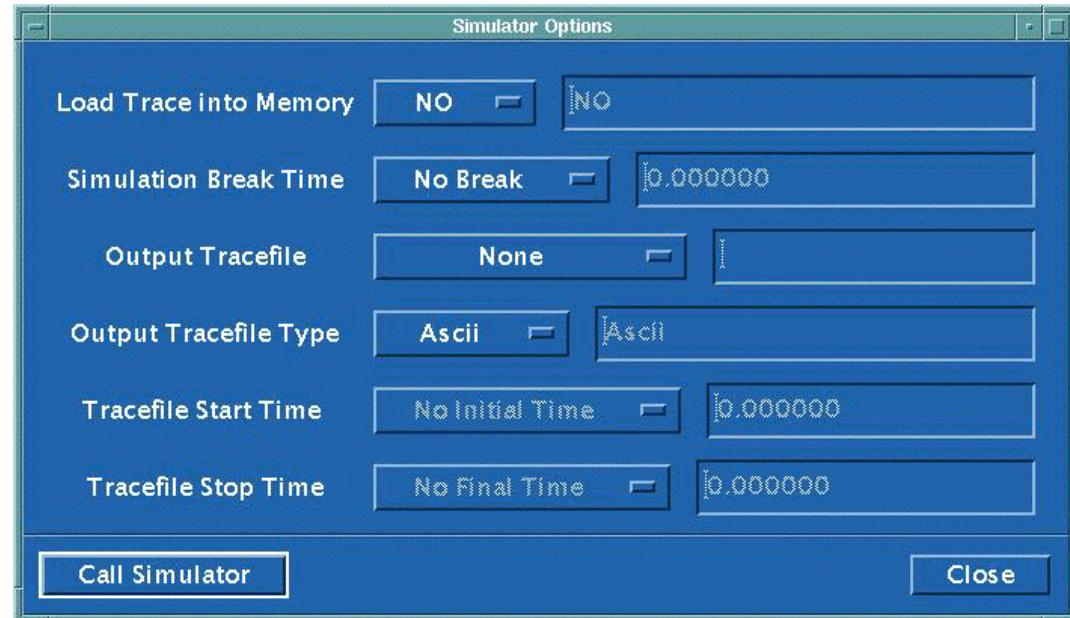 Simulator Options
Load Trace into Memory NO NO
Simulation Break Time No Break 0.000000
Output Tracefile None
Output Tracefile Type Ascii Ascii
Tracefile Start Time No Initial Time 0.000000
Tracefile Stop Time No Final Time 0.000000
Call Simulator Close